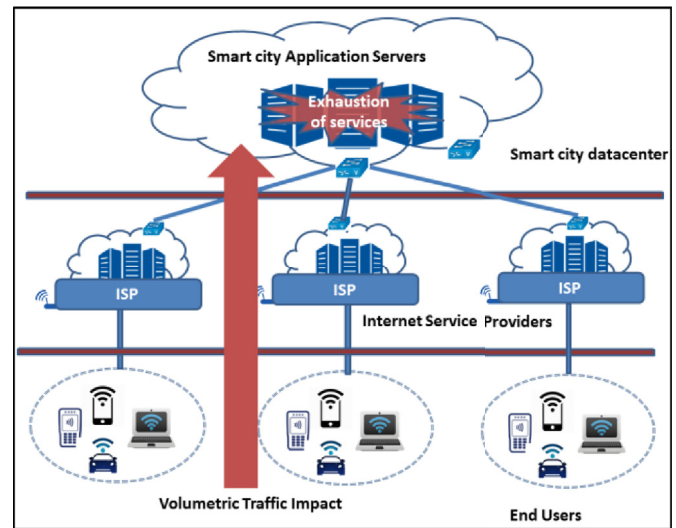 Smart city Application Servers
Exhaustion
of services
Smart city datacenter
ISP
ISP
ISP
Internet Service Providers
Volumetric Traffic Impact
End Users